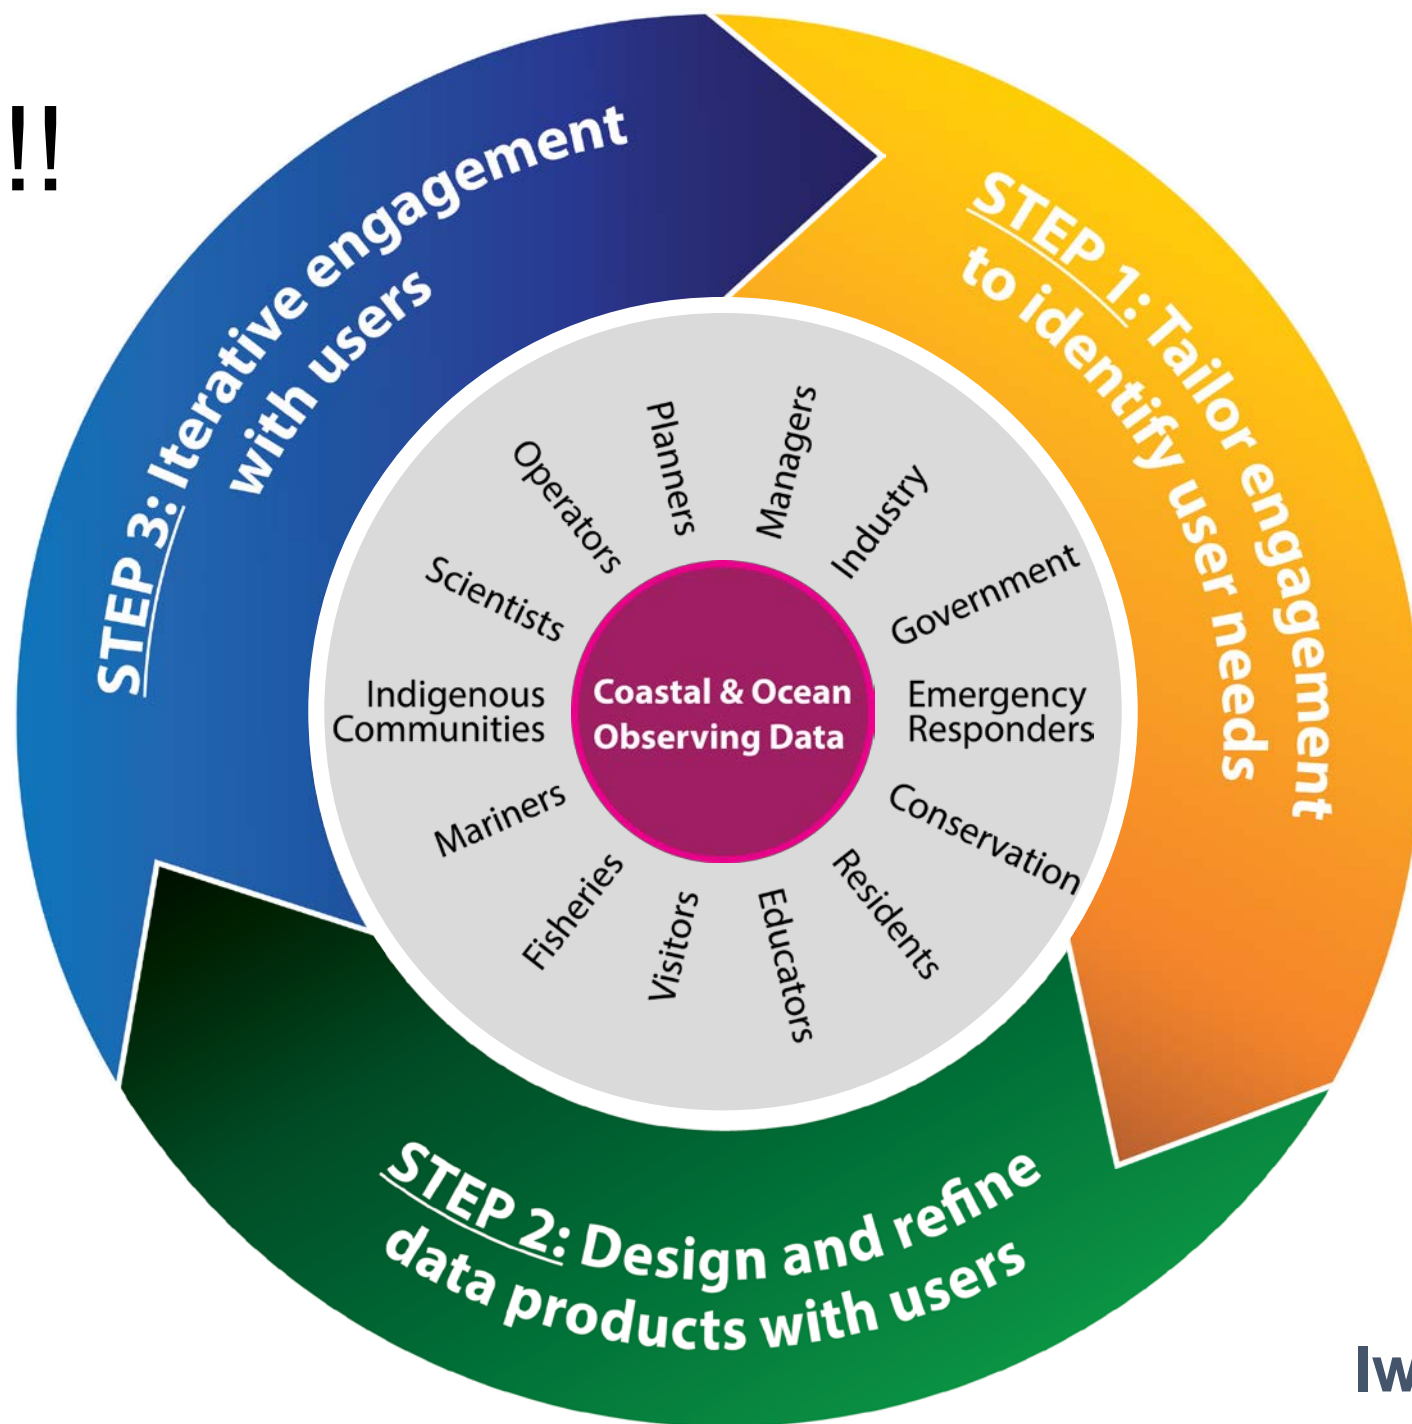 !!
STEP 1: Tailor engagement
to identify user needs
STEP 2: Design and refine
data products with users
STEP 3: Iterative engagement
with users
Managers
Industry
Government
Emergency
Responders
Conservation
Residents
Educators
Visitors
Fisheries
Mariners
Indigenous
Communities
Scientists
Operators
Planners
Coastal & Ocean
Observing Data